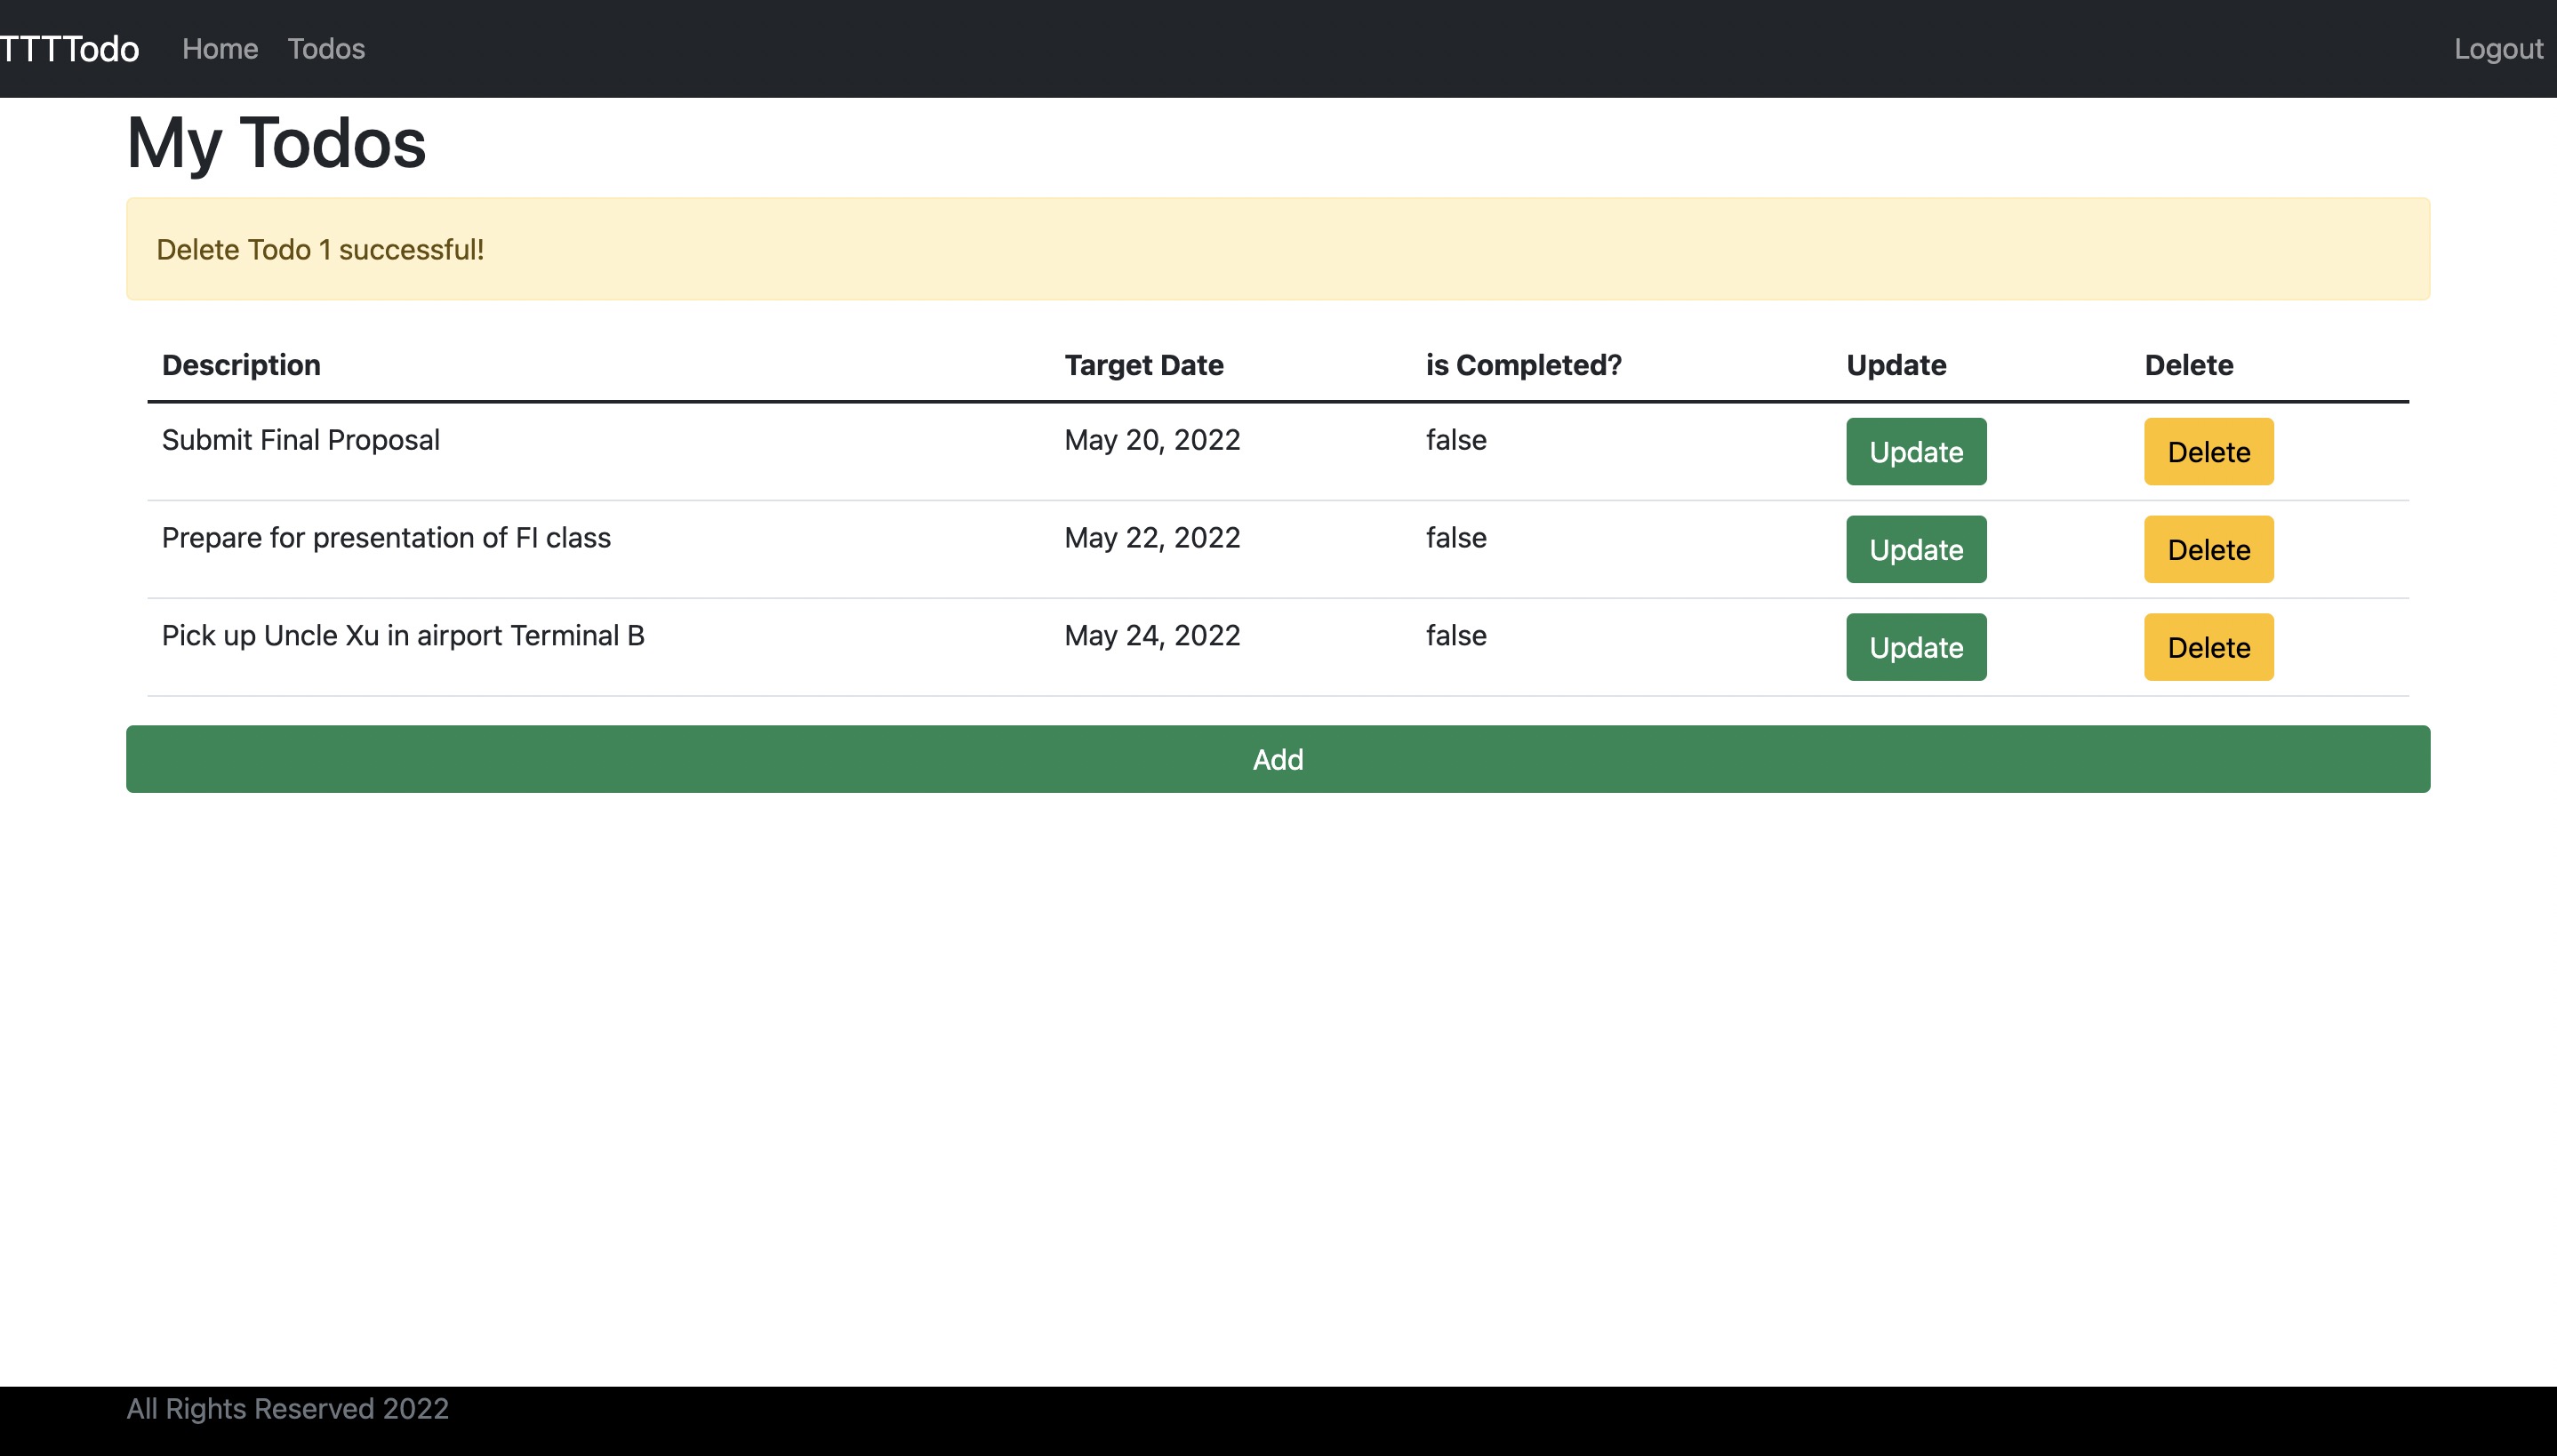 TTTTodo Home Todos Logout
My Todos
Delete Todo 1 successful!
Description Target Date is Completed? Update Delete
Submit Final Proposal May 20, 2022 false Update Delete
Prepare for presentation of FI class May 22, 2022 false Update Delete
Pick up Uncle Xu in airport Terminal B May 24, 2022 false Update Delete
Add
All Rights Reserved 2022